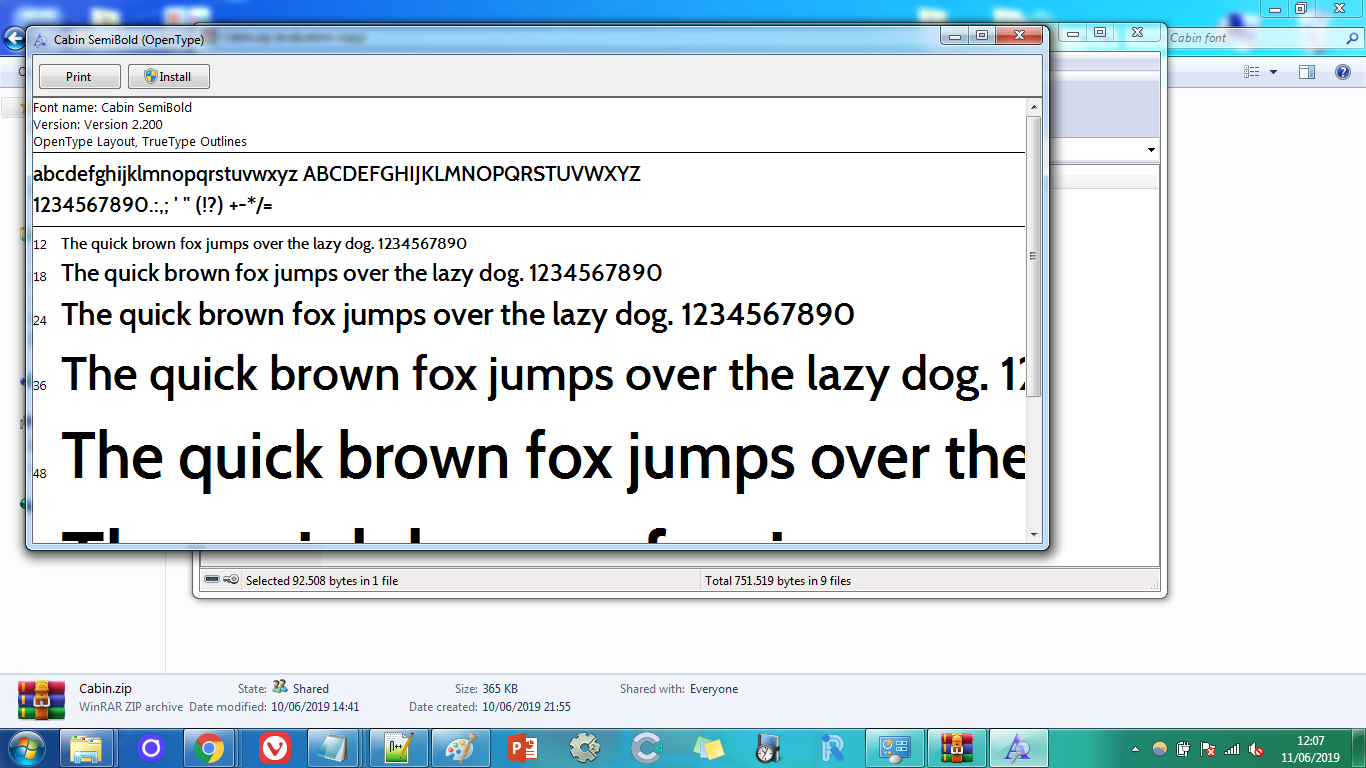 Cabin SemiBold (OpenType)
Cabin font
Print
Install
Font name: Cabin SemiBold
Version: Version 2.200
OpenType Layout, TrueType Outlines
abcdefghijklmnopqrstuvwxyz ABCDEFGHIJKLMNOPQRSTUVWXYZ
1234567890.:,; ' " (!?) +-*/=
12 The quick brown fox jumps over the lazy dog. 1234567890
18 The quick brown fox jumps over the lazy dog. 1234567890
24 The quick brown fox jumps over the lazy dog. 1234567890
36 The quick brown fox jumps over the lazy dog. 12
48 The quick brown fox jumps over the
Selected 92.508 bytes in 1 file
Total 751.519 bytes in 9 files
Cabin.zip State: Shared Size: 365 KB Shared with: Everyone
WinRAR ZIP archive Date modified: 10/06/2019 14:41 Date created: 10/06/2019 21:55
12:07
11/06/2019